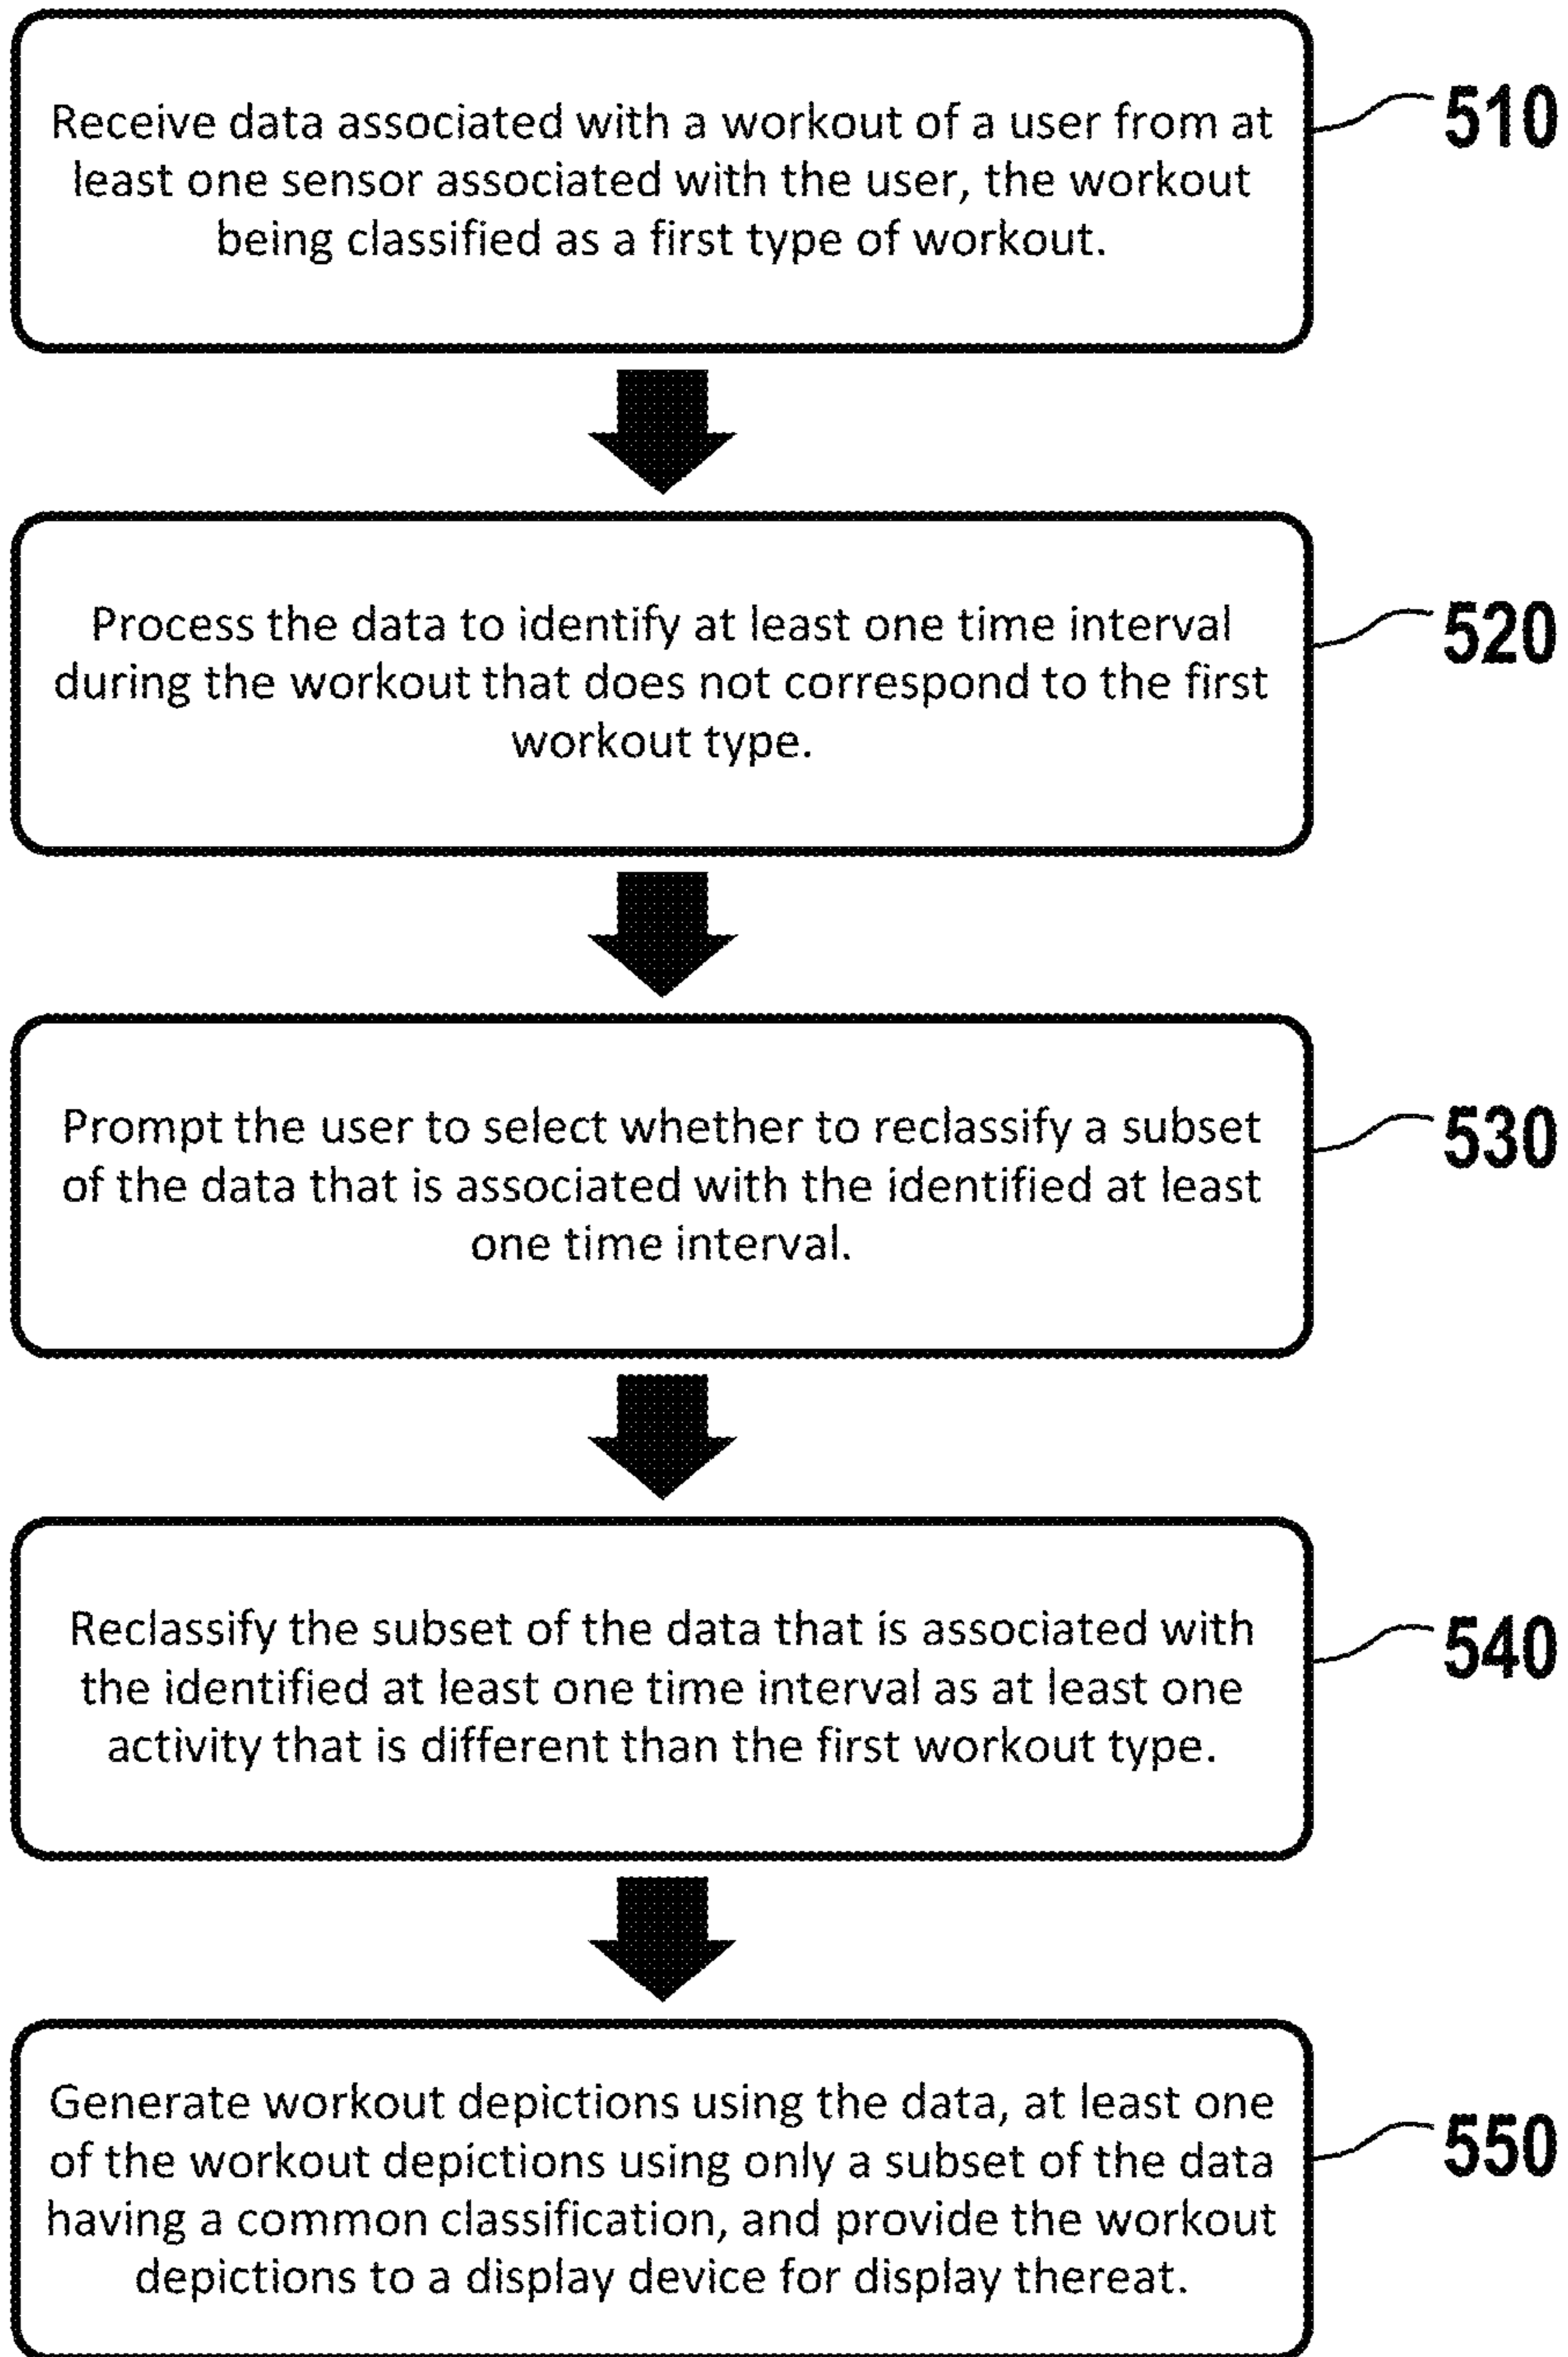 Receive data associated with a workout of a user from at
least one sensor associated with the user, the workout
being classified as a first type of workout.
510
Process the data to identify at least one time interval
during the workout that does not correspond to the first
workout type.
520
Prompt the user to select whether to reclassify a subset
of the data that is associated with the identified at least
one time interval.
530
Reclassify the subset of the data that is associated with
the identified at least one time interval as at least one
activity that is different than the first workout type.
540
Generate workout depictions using the data, at least one
of the workout depictions using only a subset of the data
having a common classification, and provide the workout
depictions to a display device for display thereat.
550